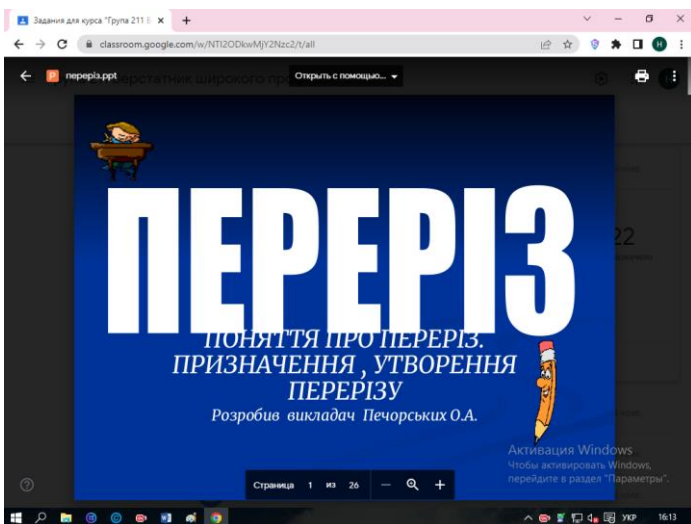 Задания для курса "Група 211 В
classroom.google.com/w/NTI2ODkwMjY2Nzc2/t/all
переріз.ppt
Открыть с помощью...
ПЕРЕРІЗ
ПОНЯТТЯ ПРО ПЕРЕРІЗ.
ПРИЗНАЧЕННЯ , УТВОРЕННЯ
ПЕРЕРІЗУ
Розробив викладач Печорських О.А.
22
Активация Windows
Чтобы активировать Windows,
перейдите в раздел "Параметры".
Страница 1 из 26
УКР 16:13